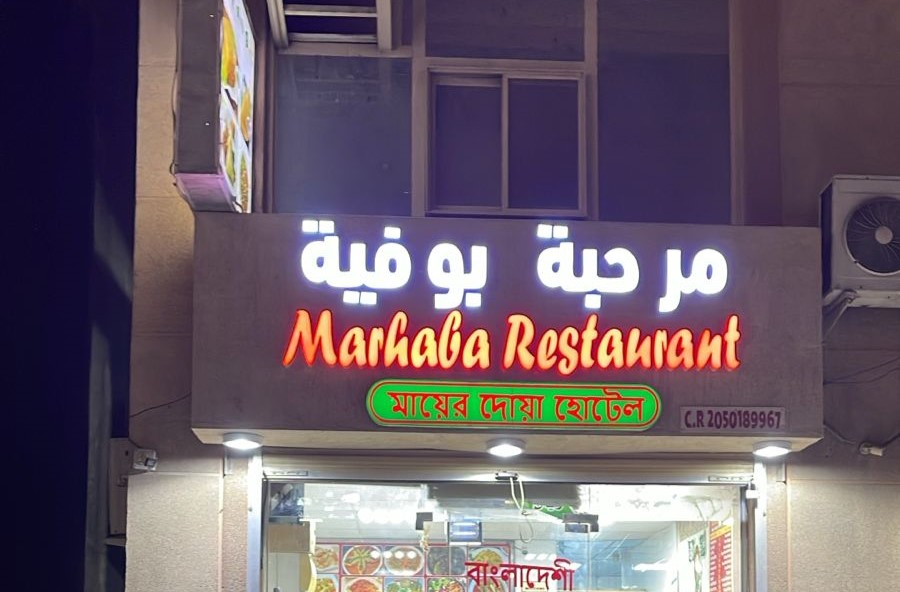 مرحبة بوفية
Marhaba Restaurant
মায়ের দোয়া হোটেল
C.R 2050189967
বাংলাদেশী